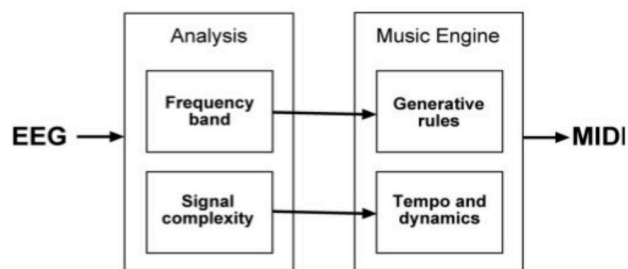 Analysis
Music Engine
Frequency
band
Generative
rules
EEG
MIDI
Signal
complexity
Tempo and
dynamics